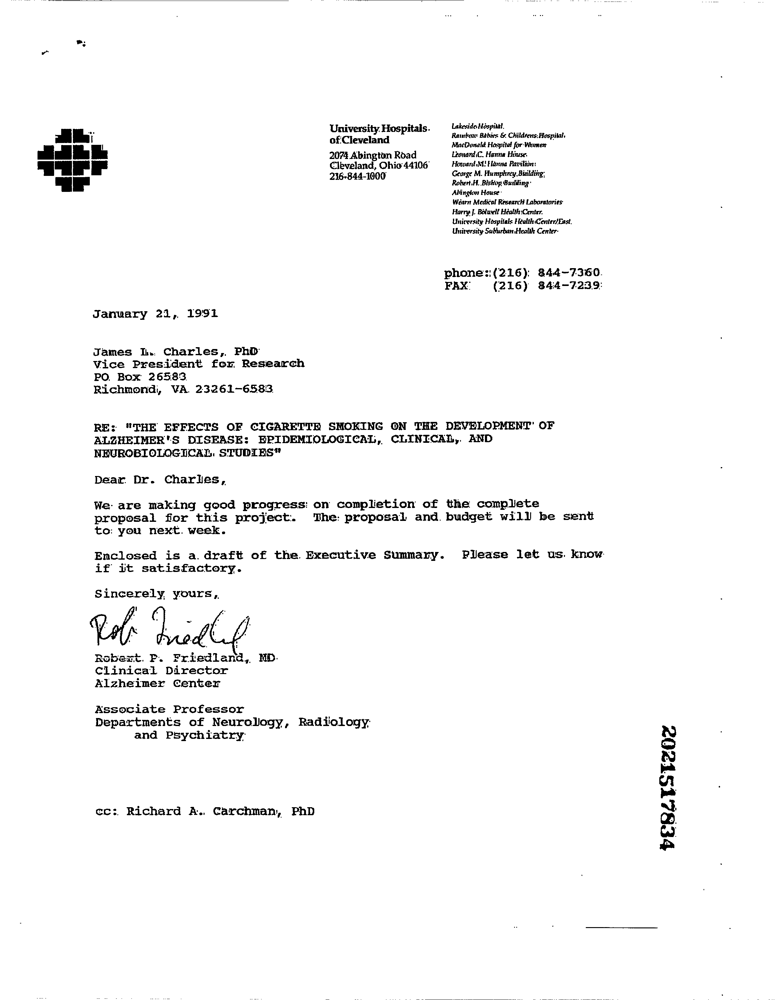 University Hospitals
of Cleveland
2074 Abington Road
Cleveland, Ohio 44106
216-844-1000
Lakeside Hospital
Rainbow Babies & Childrens Hospital
MacDonald Hospital for Women
Leonard C. Hanna House
Howard M. Hanna Pavilion
George M. Humphrey Building
Robert H. Bishop Building
Abington House
Wearn Medical Research Laboratories
Harry J. Bolwell Health Center
University Hospitals Health Center/East
University Suburban Health Center
phone: (216) 844-7360
FAX (216) 844-7239
January 21, 1991
James L. Charles, PhD
Vice President for Research
PO Box 26583
Richmond, VA 23261-6583
RE: "THE EFFECTS OF CIGARETTE SMOKING ON THE DEVELOPMENT OF
ALZHEIMER'S DISEASE: EPIDEMIOLOGICAL, CLINICAL, AND
NEUROBIOLOGICAL STUDIES"
Dear Dr. Charles,
We are making good progress on completion of the complete
proposal for this project. The proposal and budget will be sent
to you next week.
Enclosed is a draft of the Executive Summary. Please let us know
if it satisfactory.
Sincerely yours,
Rob Friedland
Robert P. Friedland, MD
Clinical Director
Alzheimer Center
Associate Professor
Departments of Neurology, Radiology
and Psychiatry
cc: Richard A. Carchman, PhD
2021517834